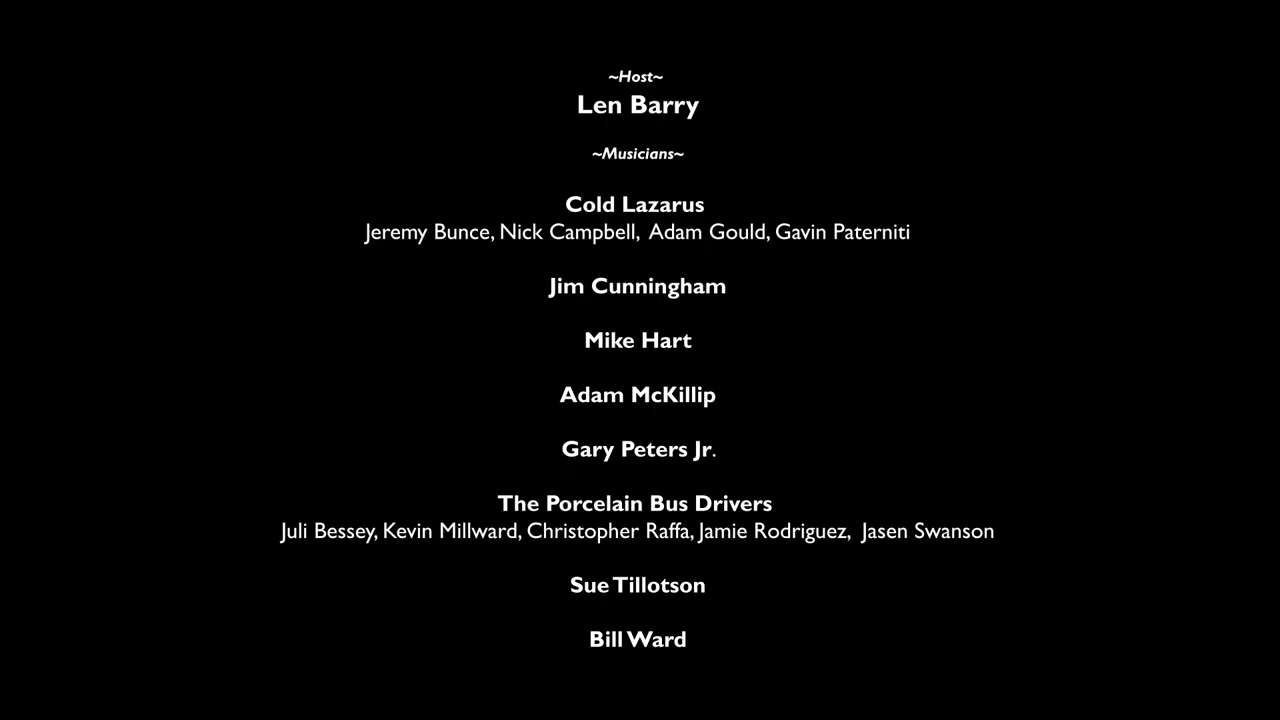 ~Host~
Len Barry
~Musicians~
Cold Lazarus
Jeremy Bunce, Nick Campbell, Adam Gould, Gavin Paterniti
Jim Cunningham
Mike Hart
Adam McKillip
Gary Peters Jr.
The Porcelain Bus Drivers
Juli Bessey, Kevin Millward, Christopher Raffa, Jamie Rodriguez, Jasen Swanson
Sue Tillotson
Bill Ward